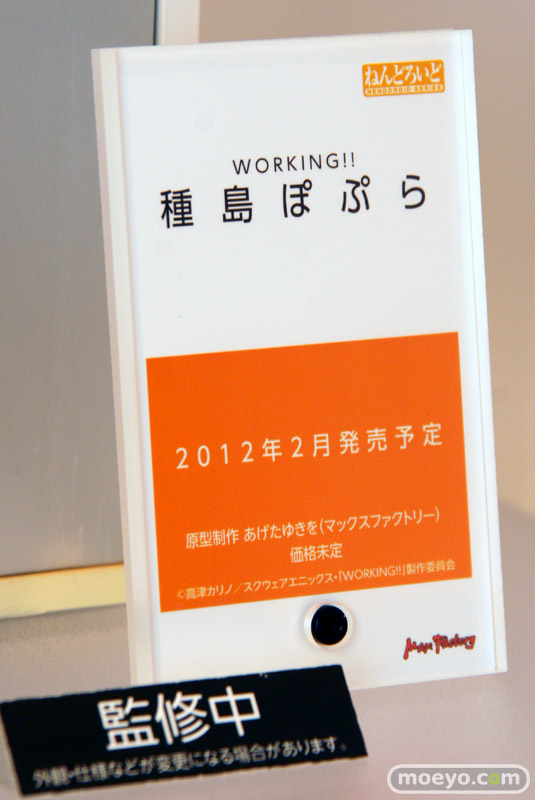 ねんどろいど
NENDOROID SERIES
WORKING!!
種島ぽぷら
2012年2月発売予定
原型制作 あげたゆきを(マックスファクトリー)
価格未定
©高津カリノ/スクウェアエニックス・「WORKING!!」製作委員会
Max Factory
監修中
外観・仕様などが変更になる場合があります。
moeyo.com